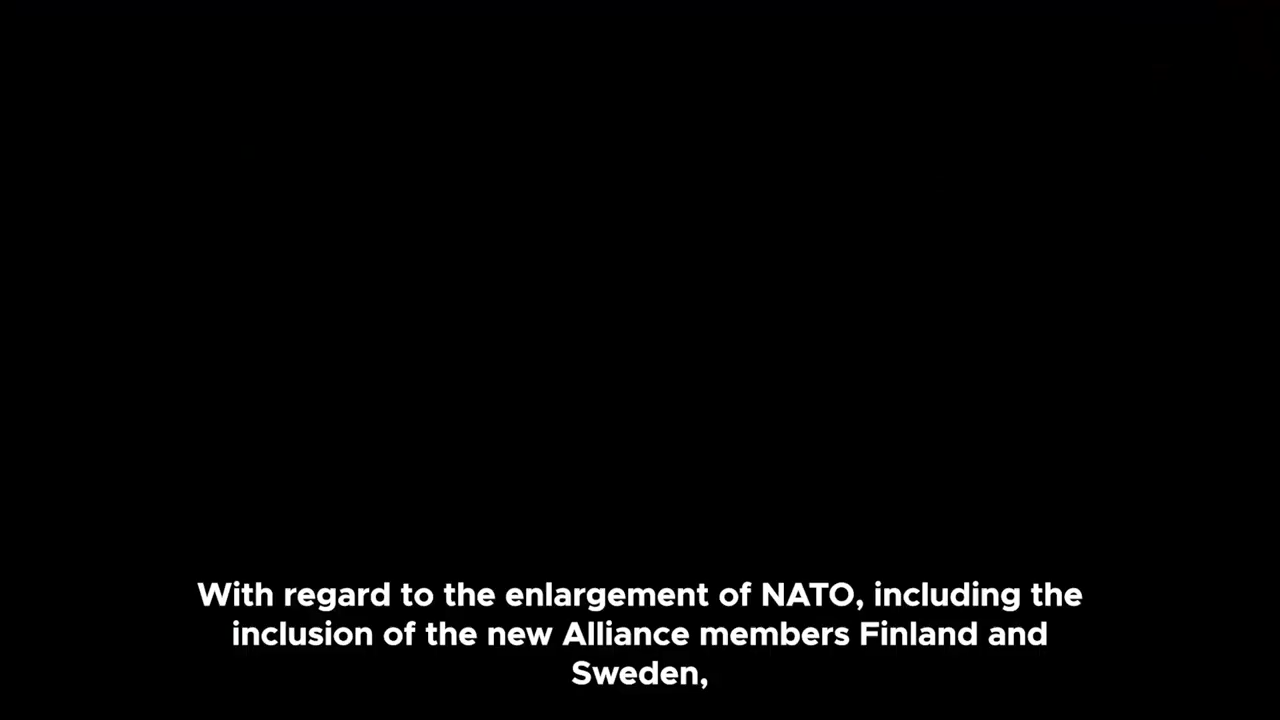 With regard to the enlargement of NATO, including the
inclusion of the new Alliance members Finland and
Sweden,